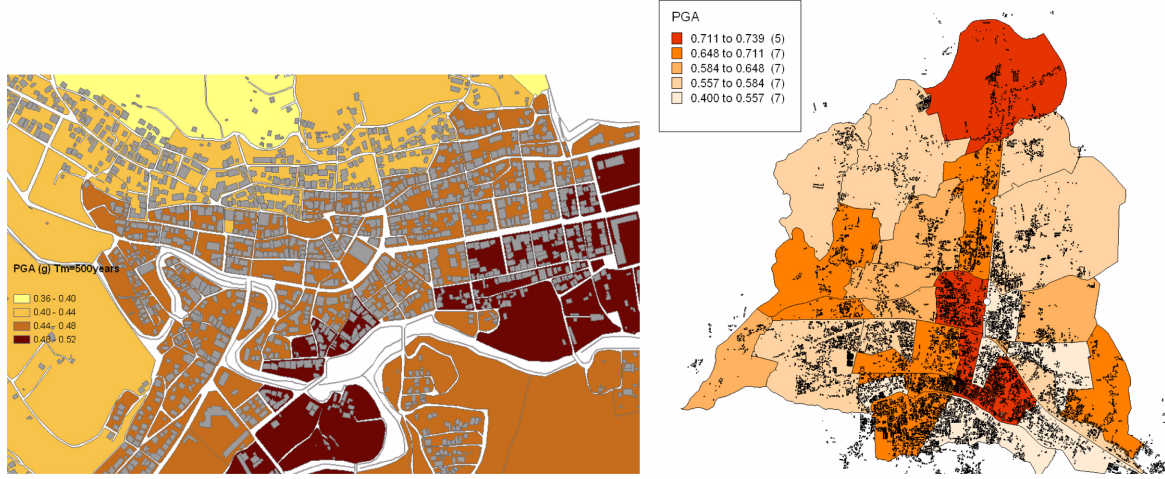 PGA (g) Tm=500years
0.36 - 0.40
0.40 - 0.44
0.44 - 0.48
0.48 - 0.52
PGA
0.711 to 0.739 (5)
0.648 to 0.711 (7)
0.584 to 0.648 (7)
0.557 to 0.584 (7)
0.400 to 0.557 (7)